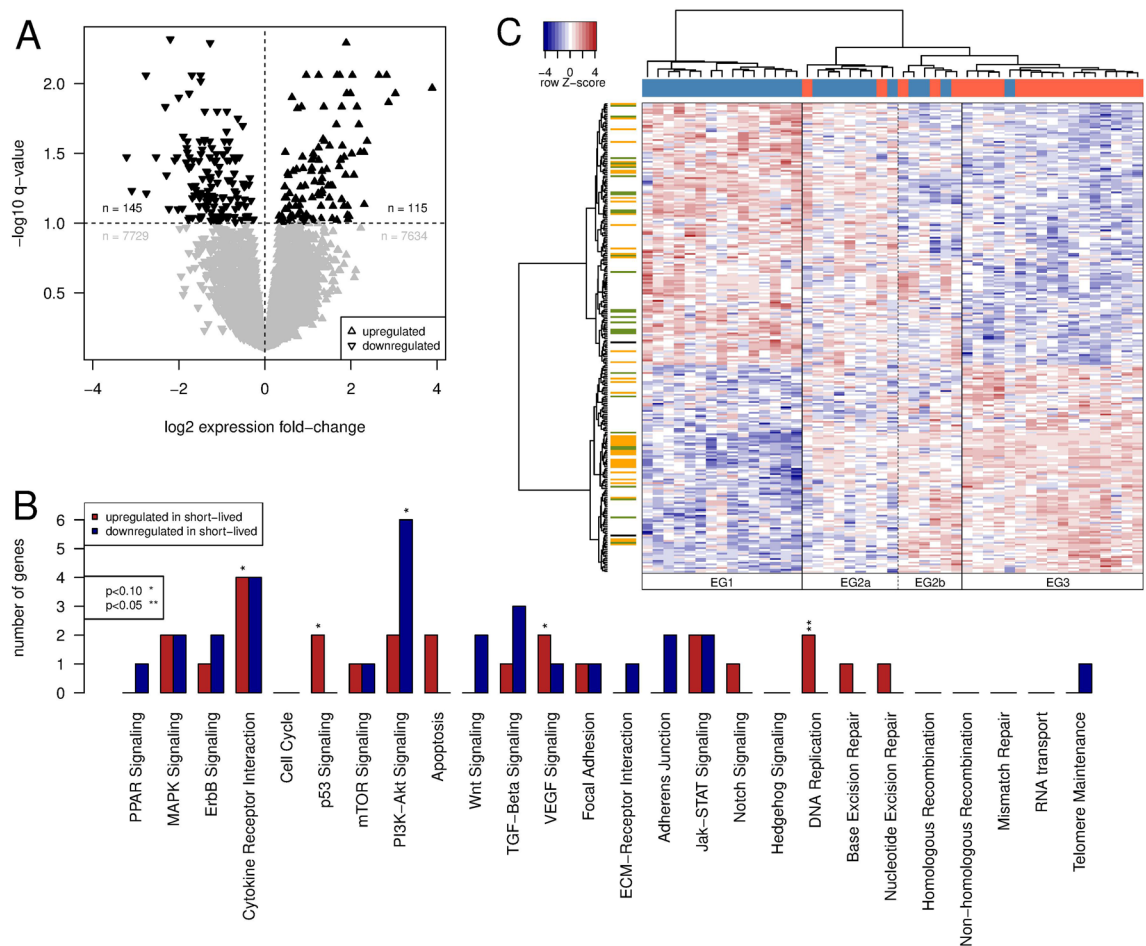 A
−log10 q−value
2.0
1.5
1.0
0.5
n = 145
n = 115
n = 7729
n = 7634
upregulated
downregulated
−4
−2
0
2
4
log2 expression fold−change
B
number of genes
6
5
4
3
2
1
0
upregulated in short−lived
downregulated in short−lived
p<0.10 *
p<0.05 **
*
*
*
*
**
PPAR Signaling
MAPK Signaling
ErbB Signaling
Cytokine Receptor Interaction
Cell Cycle
p53 Signaling
mTOR Signaling
PI3K−Akt Signaling
Apoptosis
Wnt Signaling
TGF−Beta Signaling
VEGF Signaling
Focal Adhesion
ECM−Receptor Interaction
Adherens Junction
Jak−STAT Signaling
Notch Signaling
Hedgehog Signaling
DNA Replication
Base Excision Repair
Nucleotide Excision Repair
Homologous Recombination
Non−homologous Recombination
Mismatch Repair
RNA transport
Telomere Maintenance
C
−4
0
4
row Z−score
EG1
EG2a
EG2b
EG3